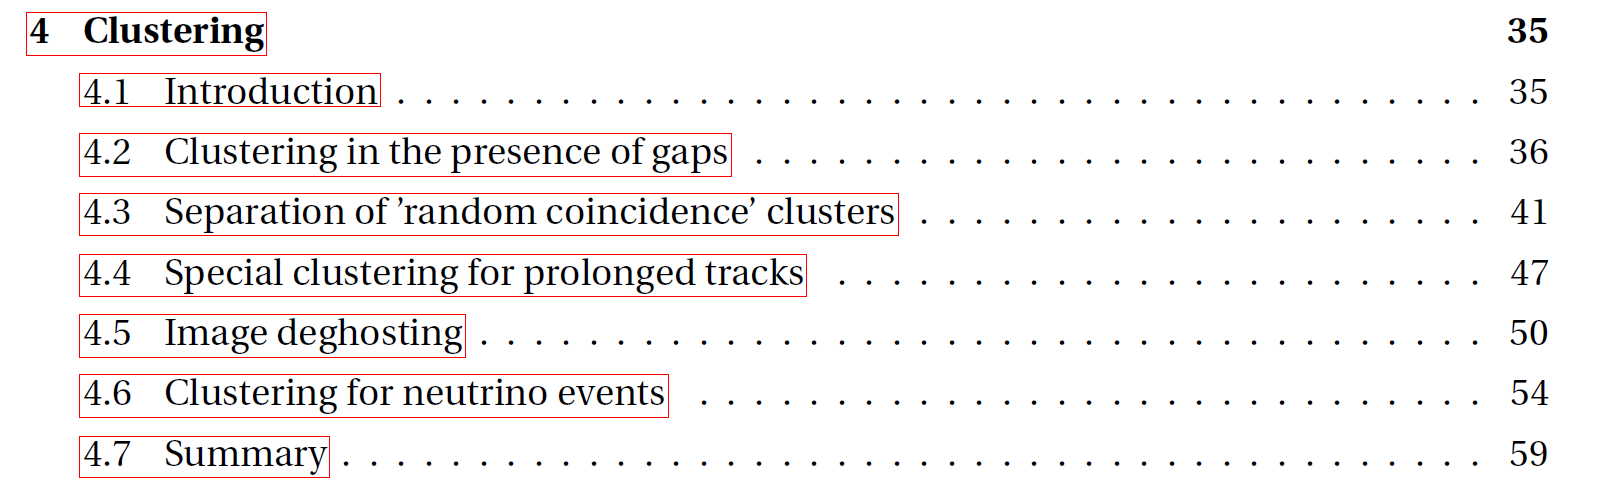 4 Clustering 35
4.1 Introduction . . . . . . . . . . . . . . . . . . . . . . . . . . . . . . . . . . . . . . . . 35
4.2 Clustering in the presence of gaps . . . . . . . . . . . . . . . . . . . . . . . . . . . 36
4.3 Separation of ’random coincidence’ clusters . . . . . . . . . . . . . . . . . . . . . 41
4.4 Special clustering for prolonged tracks . . . . . . . . . . . . . . . . . . . . . . . . 47
4.5 Image deghosting . . . . . . . . . . . . . . . . . . . . . . . . . . . . . . . . . . . . . 50
4.6 Clustering for neutrino events . . . . . . . . . . . . . . . . . . . . . . . . . . . . . 54
4.7 Summary . . . . . . . . . . . . . . . . . . . . . . . . . . . . . . . . . . . . . . . . . . 59